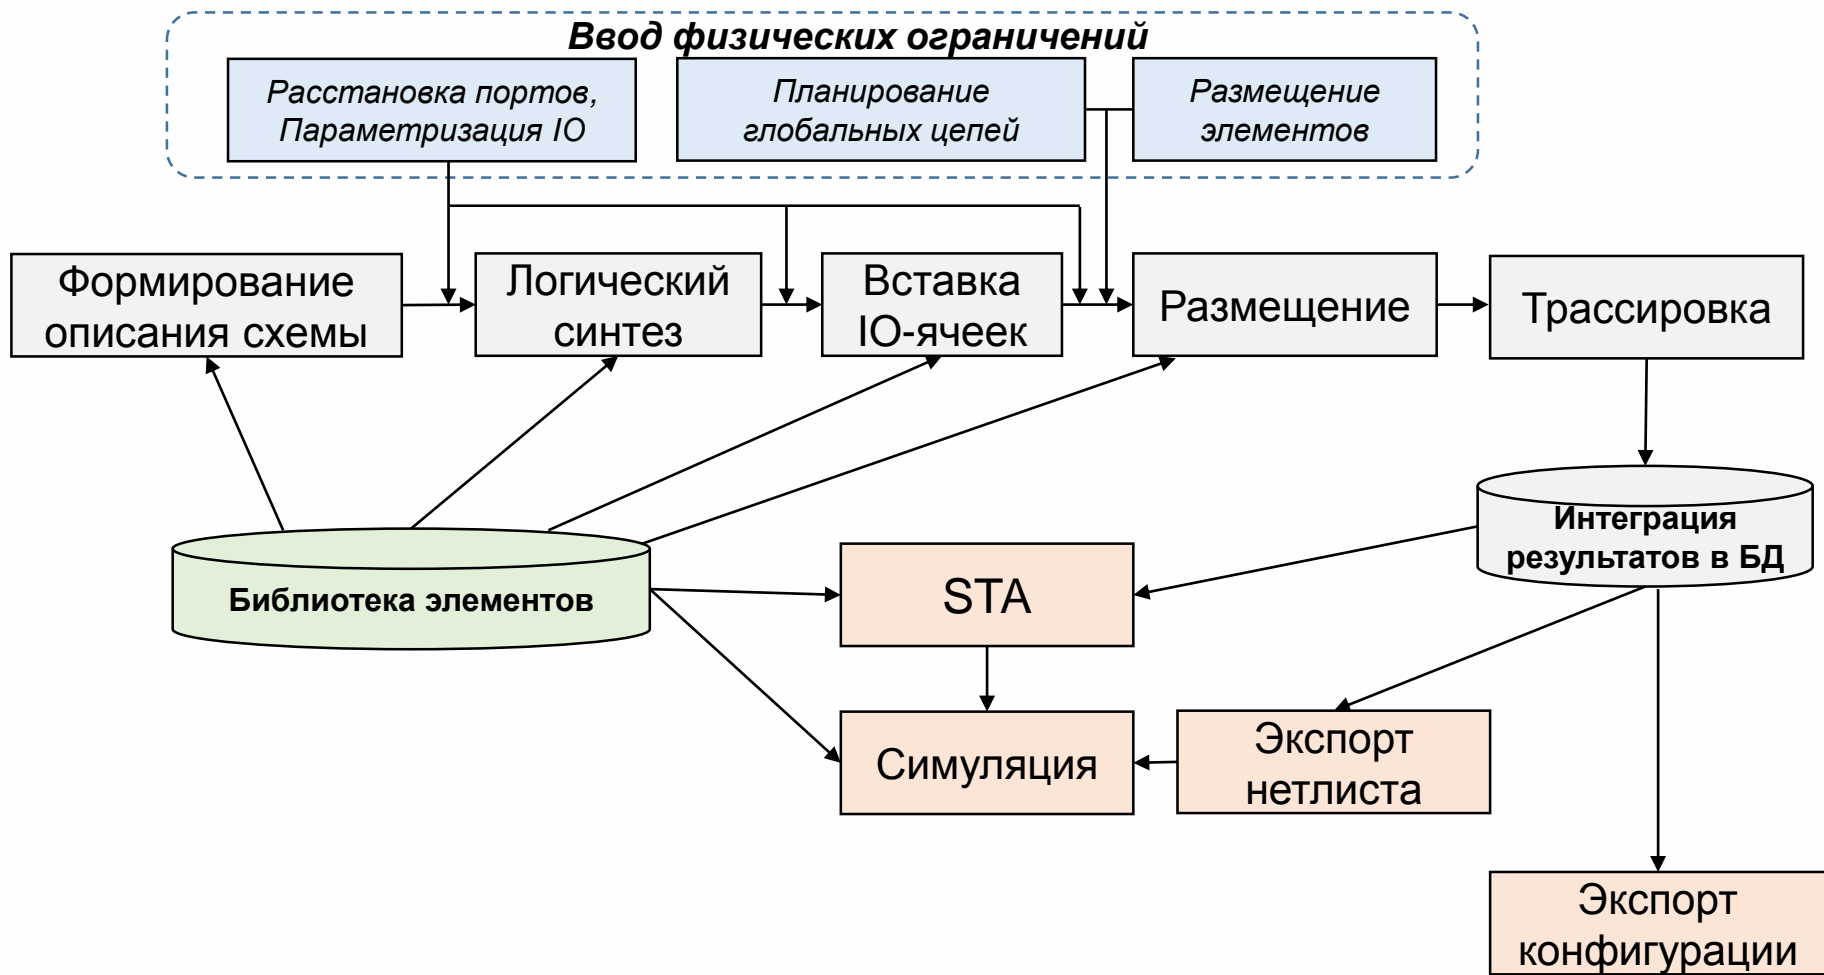 Ввод физических ограничений
Расстановка портов,
Параметризация IO
Планирование
глобальных цепей
Размещение
элементов
Формирование
описания схемы
Логический
синтез
Вставка
IO-ячеек
Размещение
Трассировка
Интеграция
результатов в БД
Библиотека элементов
STA
Симуляция
Экспорт
нетлиста
Экспорт
конфигурации